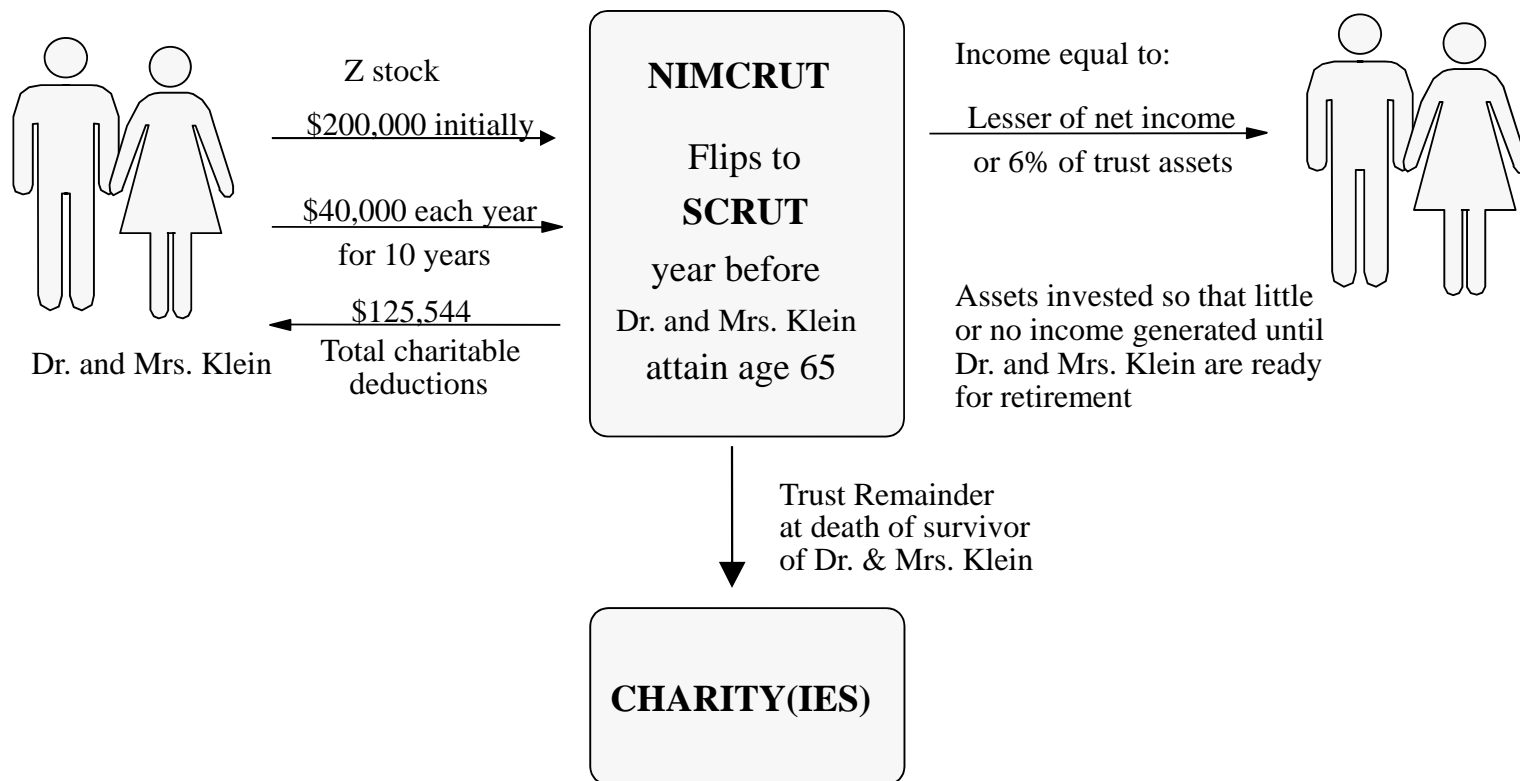 Z stock
$200,000 initially
$40,000 each year
for 10 years
$125,544
Total charitable
deductions
Dr. and Mrs. Klein
NIMCRUT
Flips to
SCRUT
year before
Dr. and Mrs. Klein
attain age 65
Income equal to:
Lesser of net income
or 6% of trust assets
Assets invested so that little
or no income generated until
Dr. and Mrs. Klein are ready
for retirement
Trust Remainder
at death of survivor
of Dr. & Mrs. Klein
CHARITY(IES)